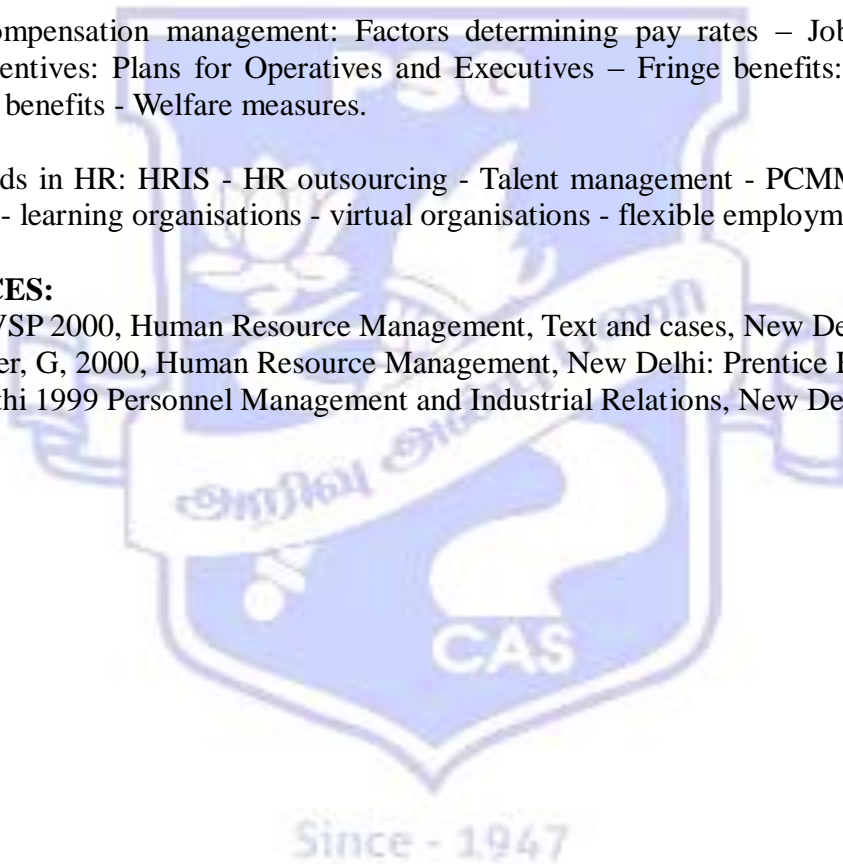 ompensation management: Factors determining pay rates – Job
entives: Plans for Operatives and Executives – Fringe benefits:
benefits - Welfare measures.
ds in HR: HRIS - HR outsourcing - Talent management - PCMM
- learning organisations - virtual organisations - flexible employm
CES:
VSP 2000, Human Resource Management, Text and cases, New De
er, G, 2000, Human Resource Management, New Delhi: Prentice
thi 1999 Personnel Management and Industrial Relations, New De
PSG
அறிவு
CAS
Since - 1947